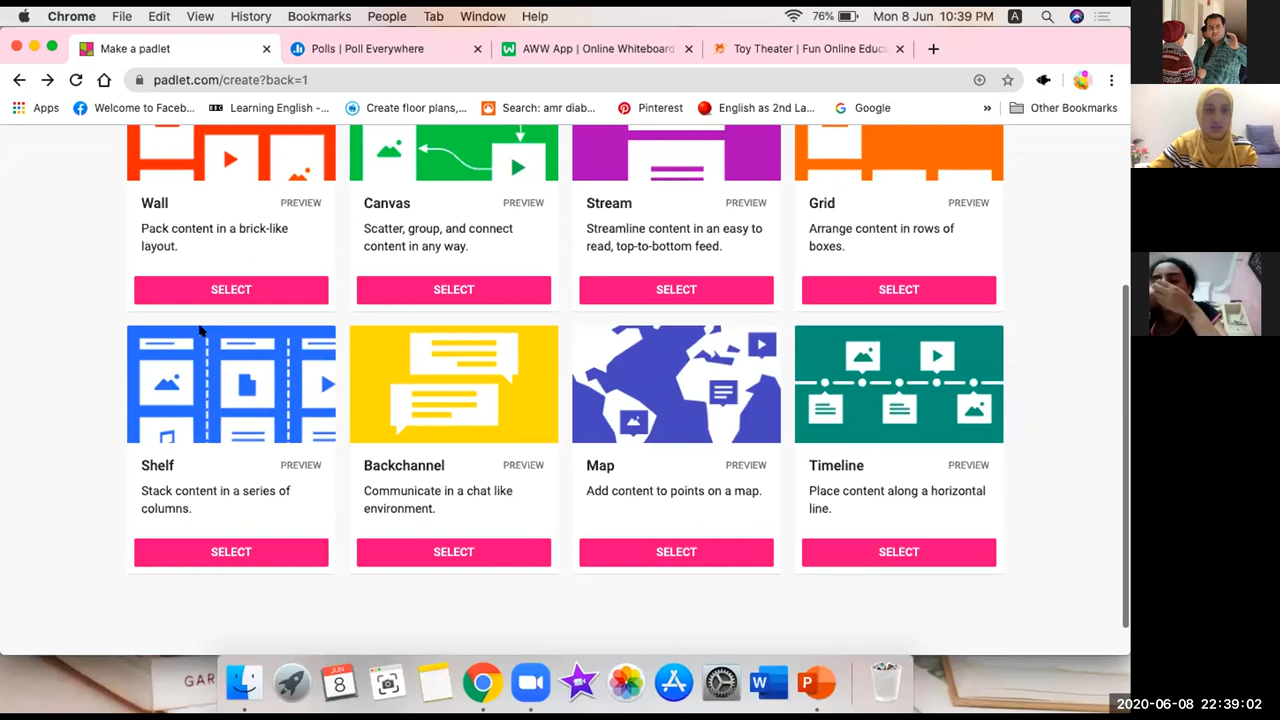 Chrome File Edit View History Bookmarks People Tab Window Help 76% Mon 8 Jun 10:39 PM A
Make a padlet Polls | Poll Everywhere AWW App | Online Whiteboard Toy Theater | Fun Online Educa
padlet.com/create?back=1
Apps Welcome to Faceb... Learning English -... Create floor plans,... Search: amr diab... Pinterest English as 2nd La... Google » Other Bookmarks
Wall PREVIEW Canvas PREVIEW Stream PREVIEW Grid PREVIEW
Pack content in a brick-like Scatter, group, and connect Streamline content in an easy to Arrange content in rows of
layout. content in any way. read, top-to-bottom feed. boxes.
SELECT SELECT SELECT SELECT
Shelf PREVIEW Backchannel PREVIEW Map PREVIEW Timeline PREVIEW
Stack content in a series of Communicate in a chat like Add content to points on a map. Place content along a horizontal
columns. environment. line.
SELECT SELECT SELECT SELECT
GAR
JUN
8
W P
2020-06-08 22:39:02